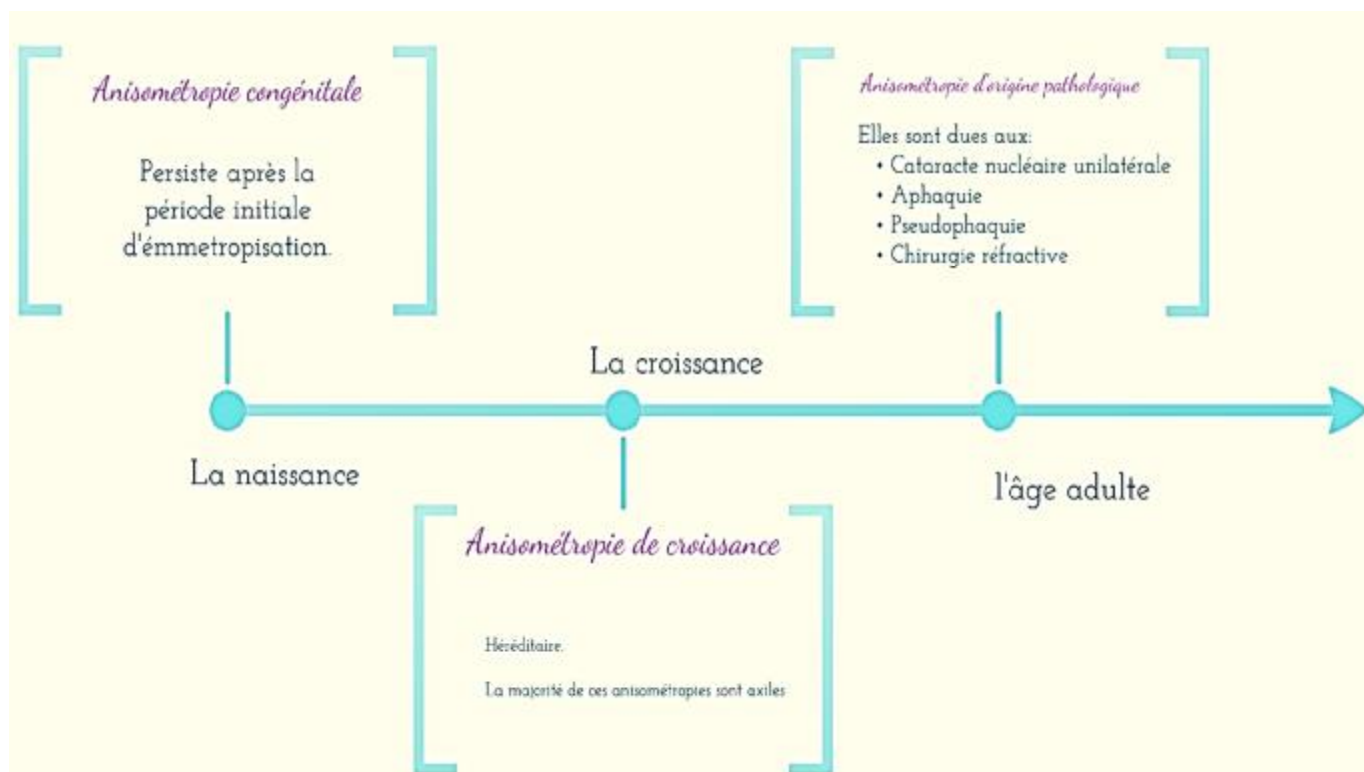 Anisométropie congénitale
Persiste après la
période initiale
d'émmetropisation.
La naissance
La croissance
Anisométropie de croissance
Héréditaire.
La majorité de ces anisométropies sont axiles
Anisométropie d'origine pathologique
Elles sont dues aux:
• Cataracte nucléaire unilatérale
• Aphaquie
• Pseudophaquie
• Chirurgie réfractive
l'âge adulte